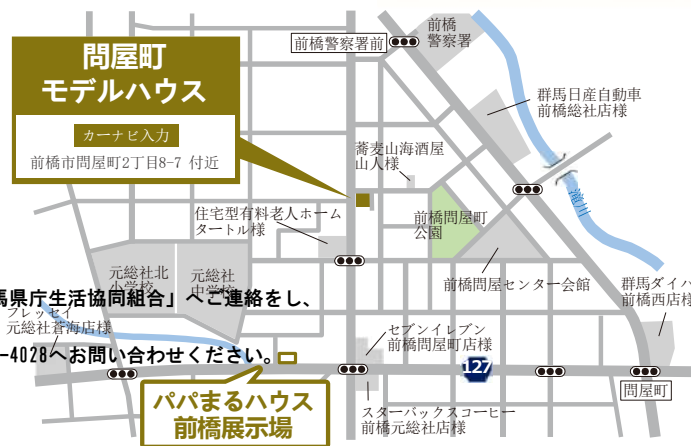 前橋警察署前
前橋
警察署
問屋町
モデルハウス
カーナビ入力
前橋市問屋町2丁目8-7 付近
群馬日産自動車
前橋総社店様
蕎麦山海酒屋
山人様
滝川
住宅型有料老人ホーム
タートル様
前橋問屋町
公園
元総社北
小学校
元総社
中学校
前橋問屋センター会館
群馬ダイハ
前橋西店様
馬県庁生活協同組合」へご連絡をし、
フレッセイ
元総社蒼海店様
セブンイレブン
前橋問屋町店様
-4028へお問い合わせください。
127
問屋町
パパまるハウス
前橋展示場
スターバックスコーヒー
前橋元総社店様